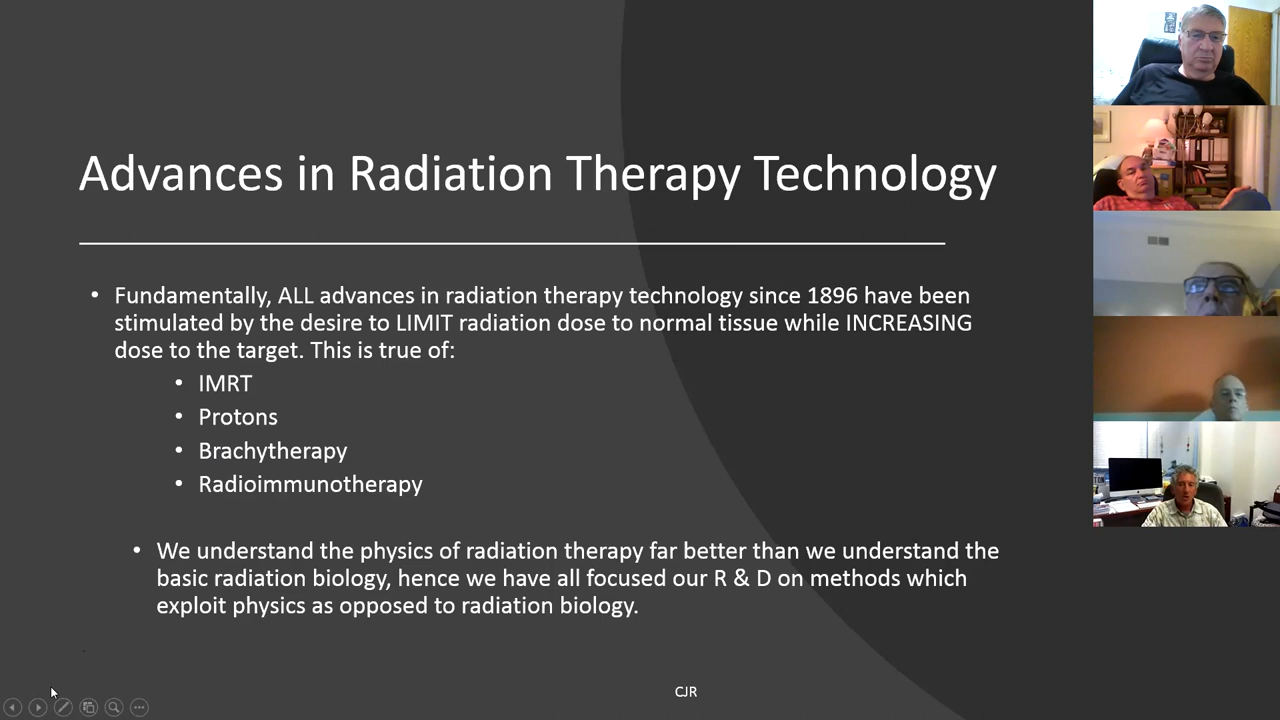 Advances in Radiation Therapy Technology
• Fundamentally, ALL advances in radiation therapy technology since 1896 have been
stimulated by the desire to LIMIT radiation dose to normal tissue while INCREASING
dose to the target. This is true of:
• IMRT
• Protons
• Brachytherapy
• Radioimmunotherapy
• We understand the physics of radiation therapy far better than we understand the
basic radiation biology, hence we have all focused our R & D on methods which
exploit physics as opposed to radiation biology.
CJR